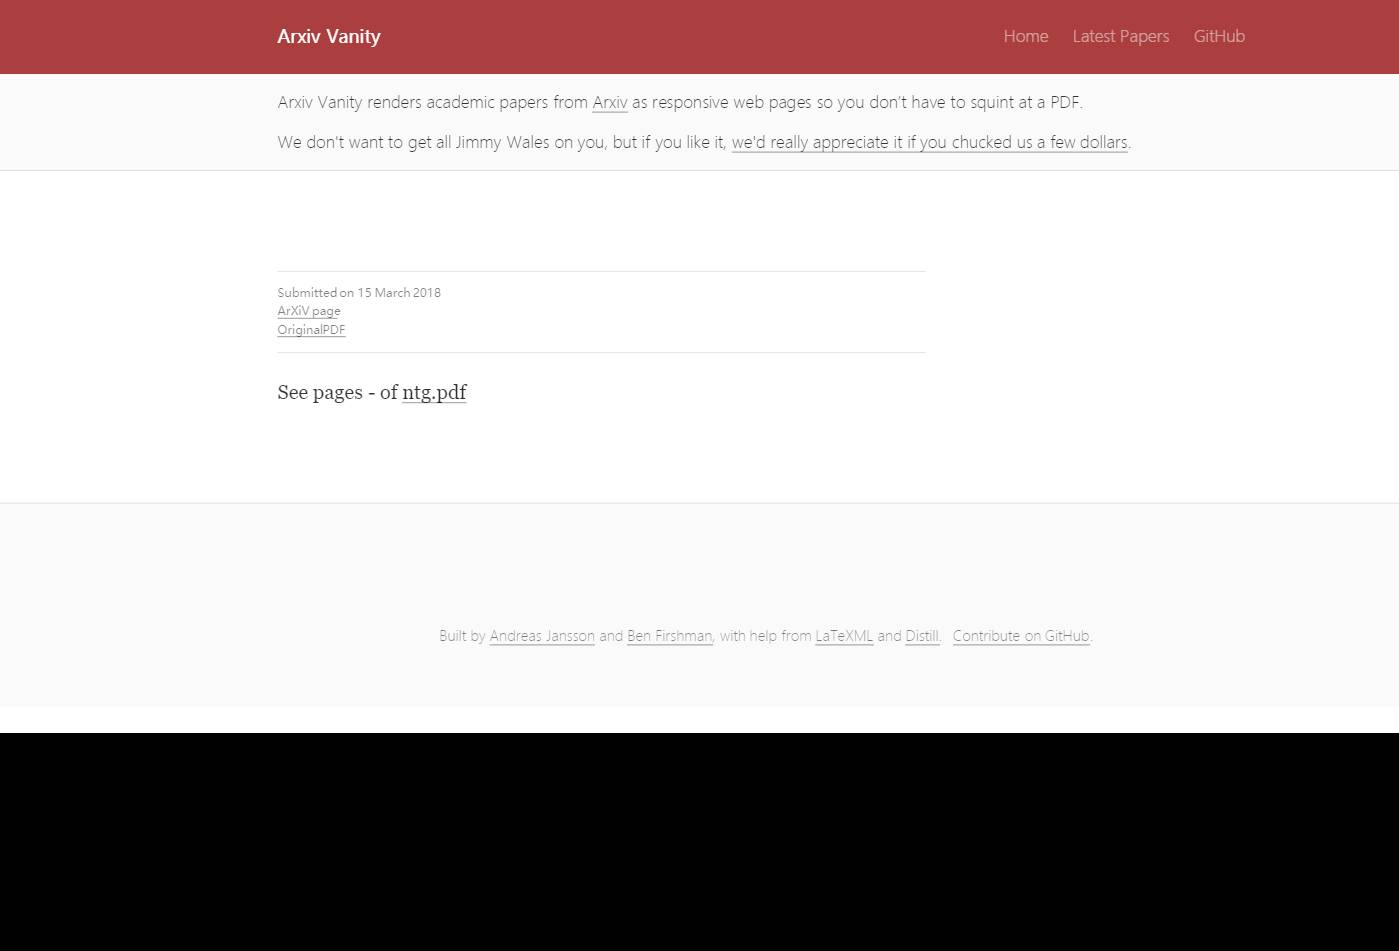 Arxiv Vanity
Home Latest Papers GitHub
Arxiv Vanity renders academic papers from Arxiv as responsive web pages so you don't have to squint at a PDF.
We don't want to get all Jimmy Wales on you, but if you like it, we'd really appreciate it if you chucked us a few dollars.
Submitted on 15 March 2018
ArXiV page
OriginalPDF
See pages - of ntg.pdf
Built by Andreas Jansson and Ben Firshman, with help from LaTeXML and Distill. Contribute on GitHub.